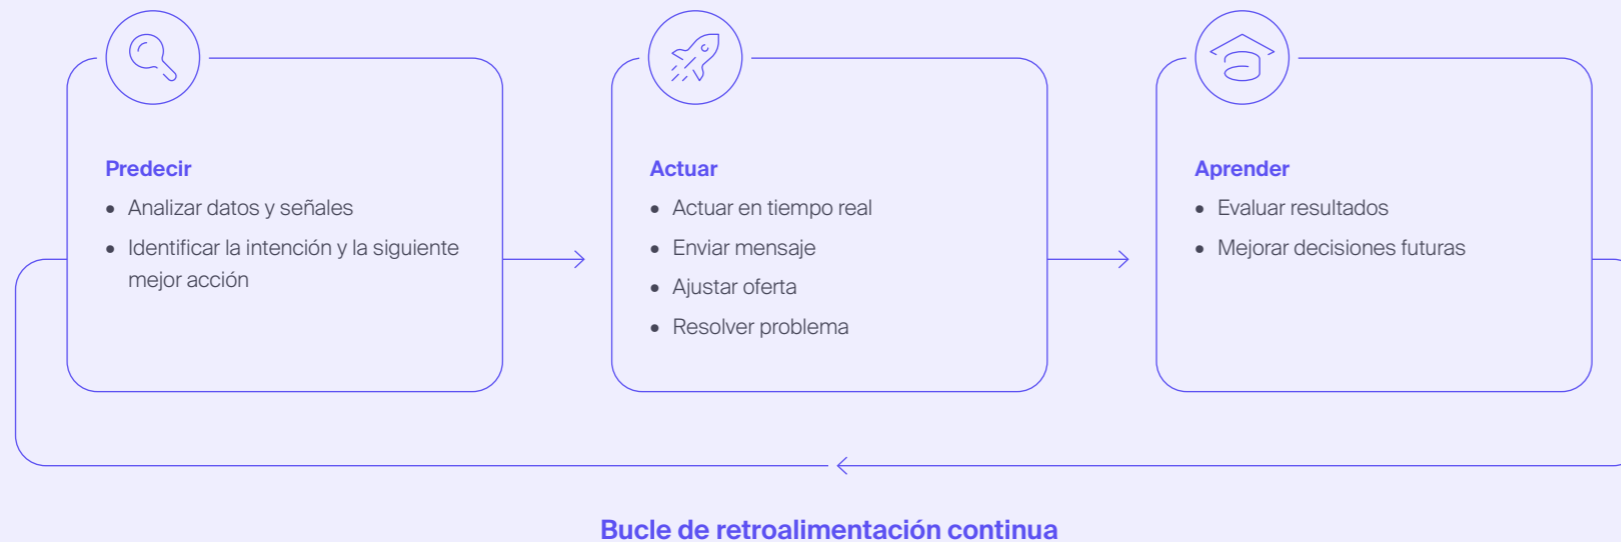 Predecir
• Analizar datos y señales
• Identificar la intención y la siguiente
mejor acción
Actuar
• Actuar en tiempo real
• Enviar mensaje
• Ajustar oferta
• Resolver problema
Aprender
• Evaluar resultados
• Mejorar decisiones futuras
Bucle de retroalimentación continua